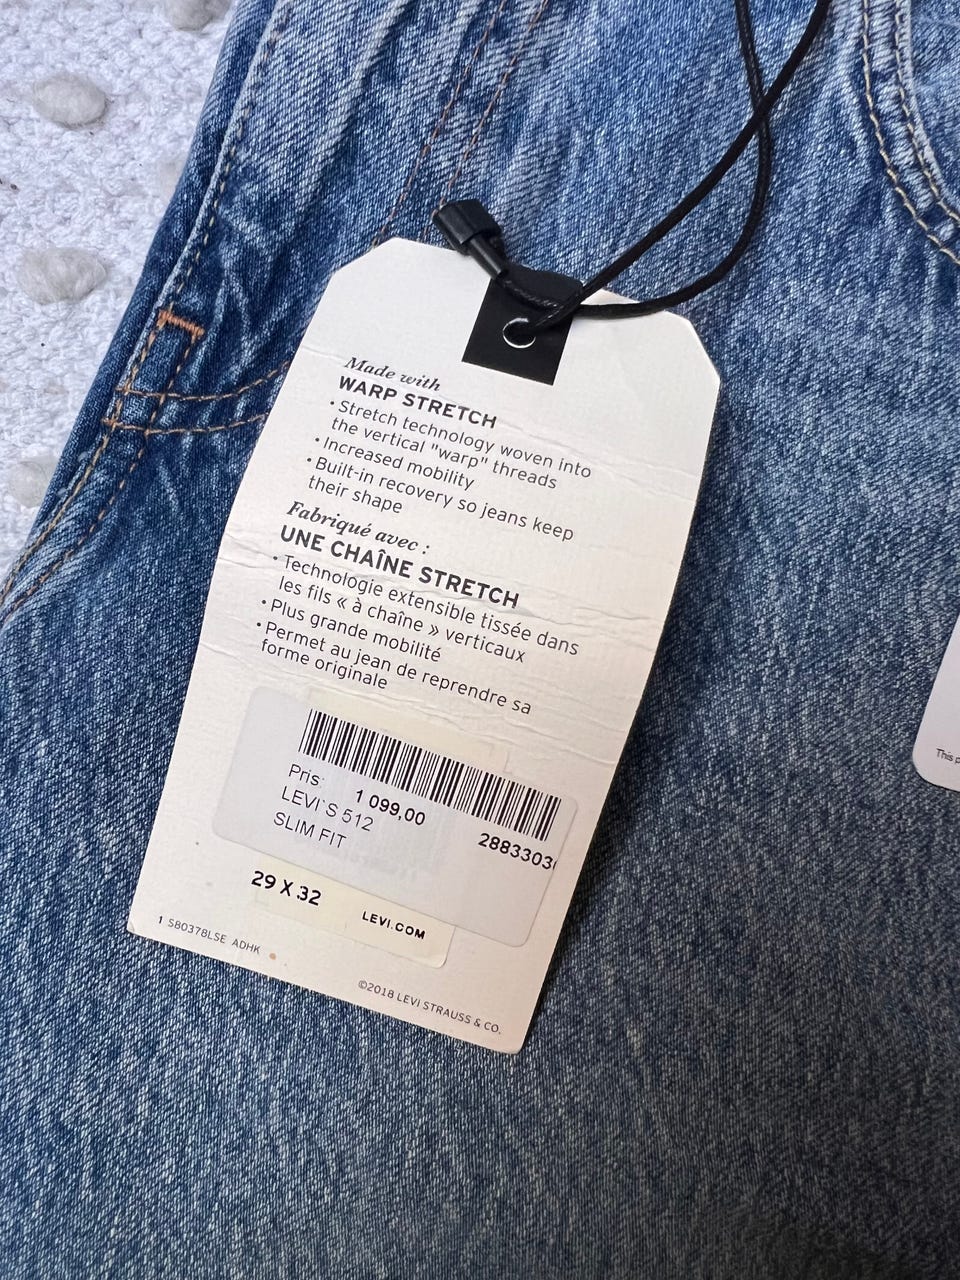 Made with
WARP STRETCH
• Stretch technology woven into
the vertical "warp" threads
• Increased mobility
• Built-in recovery so jeans keep
their shape
Fabriqué avec :
UNE CHAÎNE STRETCH
• Technologie extensible tissée dans
les fils « à chaîne » verticaux
• Plus grande mobilité
• Permet au jean de reprendre sa
forme originale
Pris: 1 099,00
LEVI`S 512
SLIM FIT
2883303
29 X 32
LEVI.COM
1 S80378LSE ADHK
©2018 LEVI STRAUSS & CO.
This